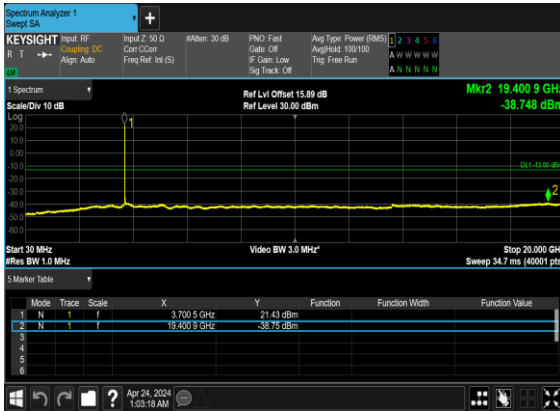 Spectrum Analyzer 1
Swept SA
+
KEYSIGHT Input: RF Input Z: 50 Ω #Atten: 30 dB PNO: Fast Avg Type: Power (RMS) 1 2 3 4 5 6
R T Coupling: DC Corr CCorr Gate: Off Avg|Hold: 100/100 A W W W W W
Align: Auto Freq Ref: Int (S) IF Gain: Low Trig: Free Run
Sig Track: Off A N N N N N
1 Spectrum Ref Lvl Offset 15.89 dB Mkr2 19.400 9 GHz
Scale/Div 10 dB Ref Level 30.00 dBm -38.748 dBm
Log
20.0
10.0
0.00
-10.0
DL1 -13.00 dBm
-20.0
-30.0
-40.0
-50.0
-60.0
1
2
Start 30 MHz Video BW 3.0 MHz* Stop 20.000 GHz
#Res BW 1.0 MHz Sweep 34.7 ms (40001 pts)
5 Marker Table
Mode Trace Scale X Y Function Function Width Function Value
1 N 1 f 3.700 5 GHz 21.43 dBm
2 N 1 f 19.400 9 GHz -38.75 dBm
3
4
5
6
? Apr 24, 2024
1:03:18 AM